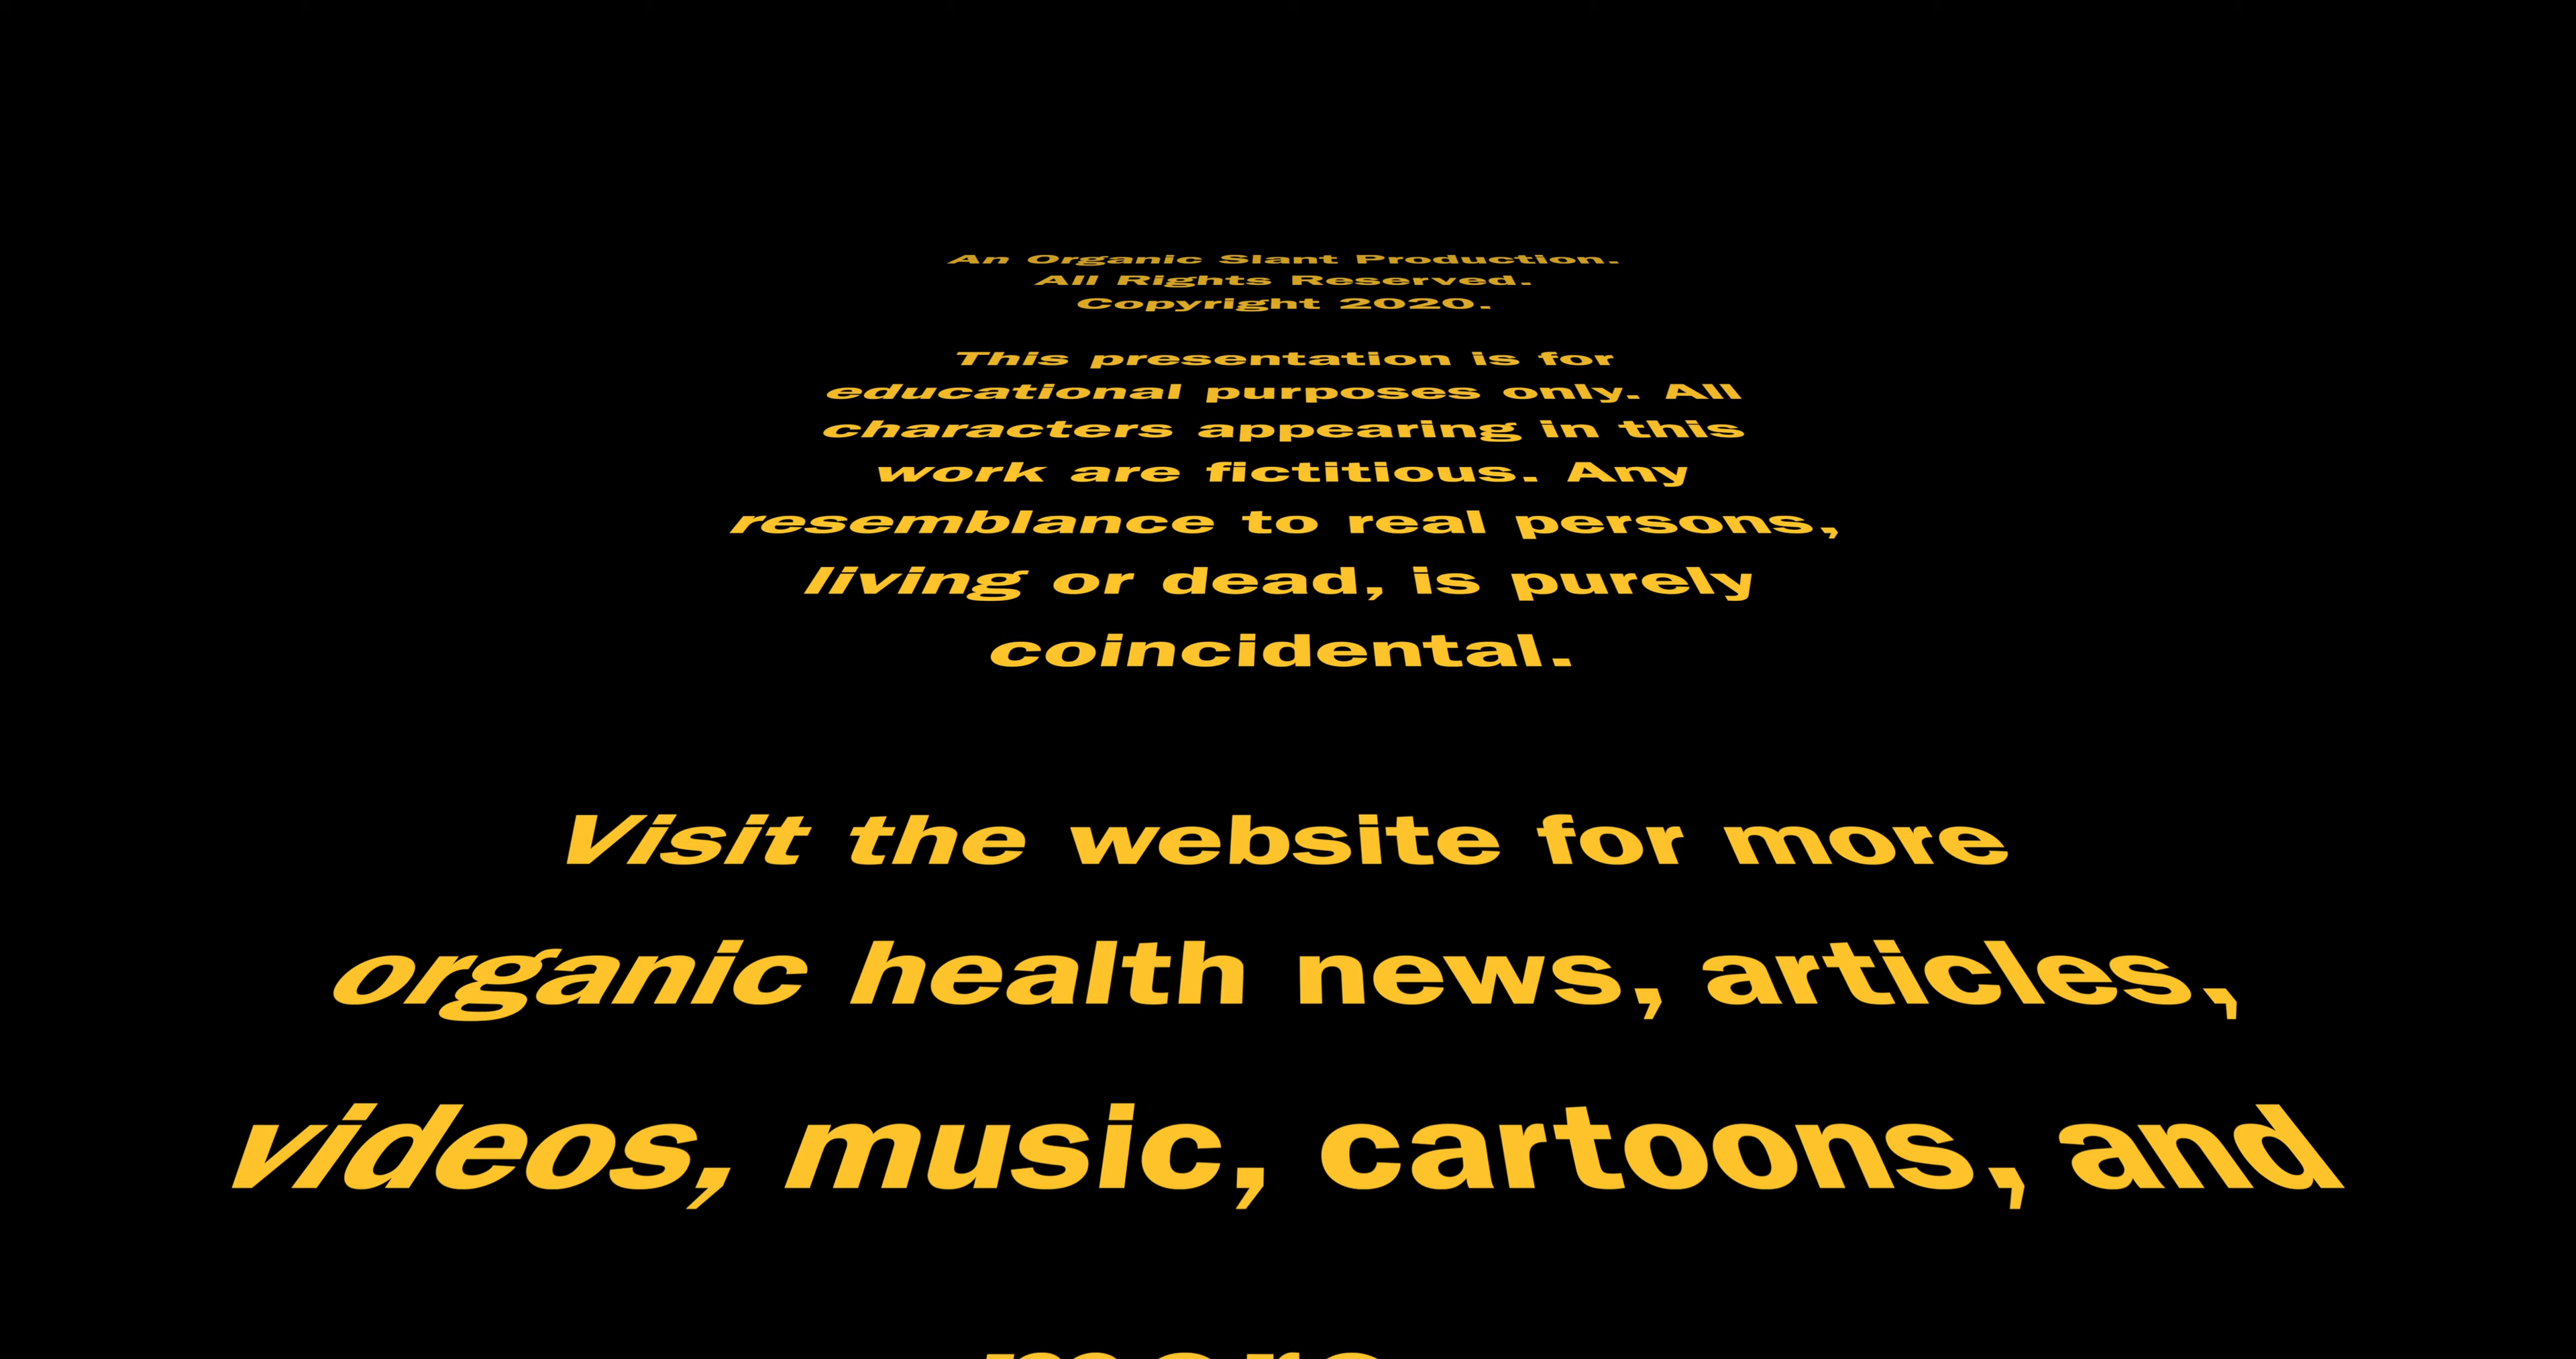 An Organic Slant Production.
All Rights Reserved.
Copyright 2020.
This presentation is for
educational purposes only. All
characters appearing in this
work are fictitious. Any
resemblance to real persons,
living or dead, is purely
coincidental.
Visit the website for more
organic health news, articles,
videos, music, cartoons, and